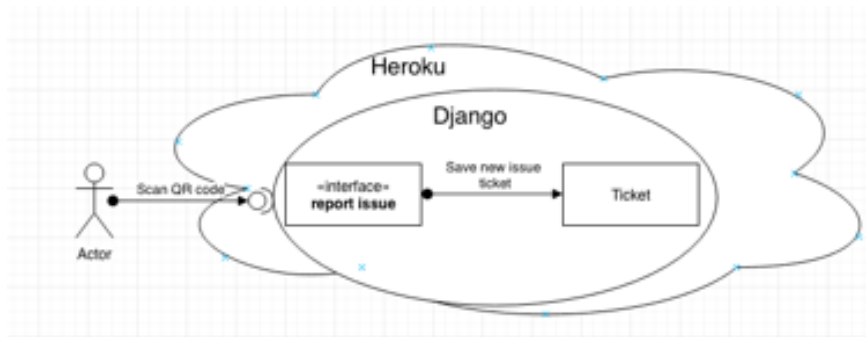 Heroku
Django
Scan QR code
«interface»
report issue
Save new issue
ticket
Ticket
Actor